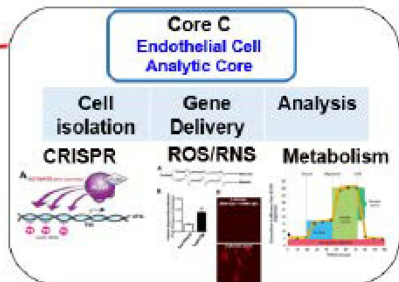 Core C
Endothelial Cell
Analytic Core
Cell
isolation
Gene
Delivery
Analysis
CRISPR
ROS/RNS
Metabolism
A
A
B